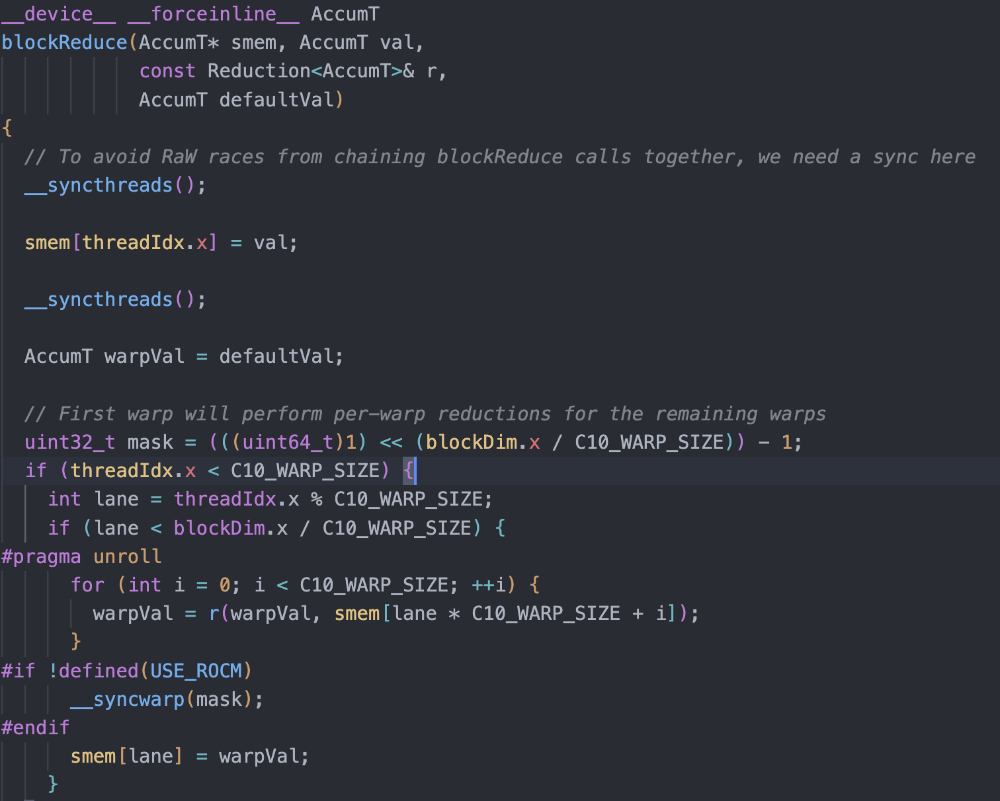 __device__ __forceinline__ AccumT
blockReduce(AccumT* smem, AccumT val,
            const Reduction<AccumT>& r,
            AccumT defaultVal)
{
  // To avoid RaW races from chaining blockReduce calls together, we need a sync here
  __syncthreads();

  smem[threadIdx.x] = val;

  __syncthreads();

  AccumT warpVal = defaultVal;

  // First warp will perform per-warp reductions for the remaining warps
  uint32_t mask = (((uint64_t)1) << (blockDim.x / C10_WARP_SIZE)) - 1;
  if (threadIdx.x < C10_WARP_SIZE) {
    int lane = threadIdx.x % C10_WARP_SIZE;
    if (lane < blockDim.x / C10_WARP_SIZE) {
#pragma unroll
      for (int i = 0; i < C10_WARP_SIZE; ++i) {
        warpVal = r(warpVal, smem[lane * C10_WARP_SIZE + i]);
      }
#if !defined(USE_ROCM)
      __syncwarp(mask);
#endif
      smem[lane] = warpVal;
    }